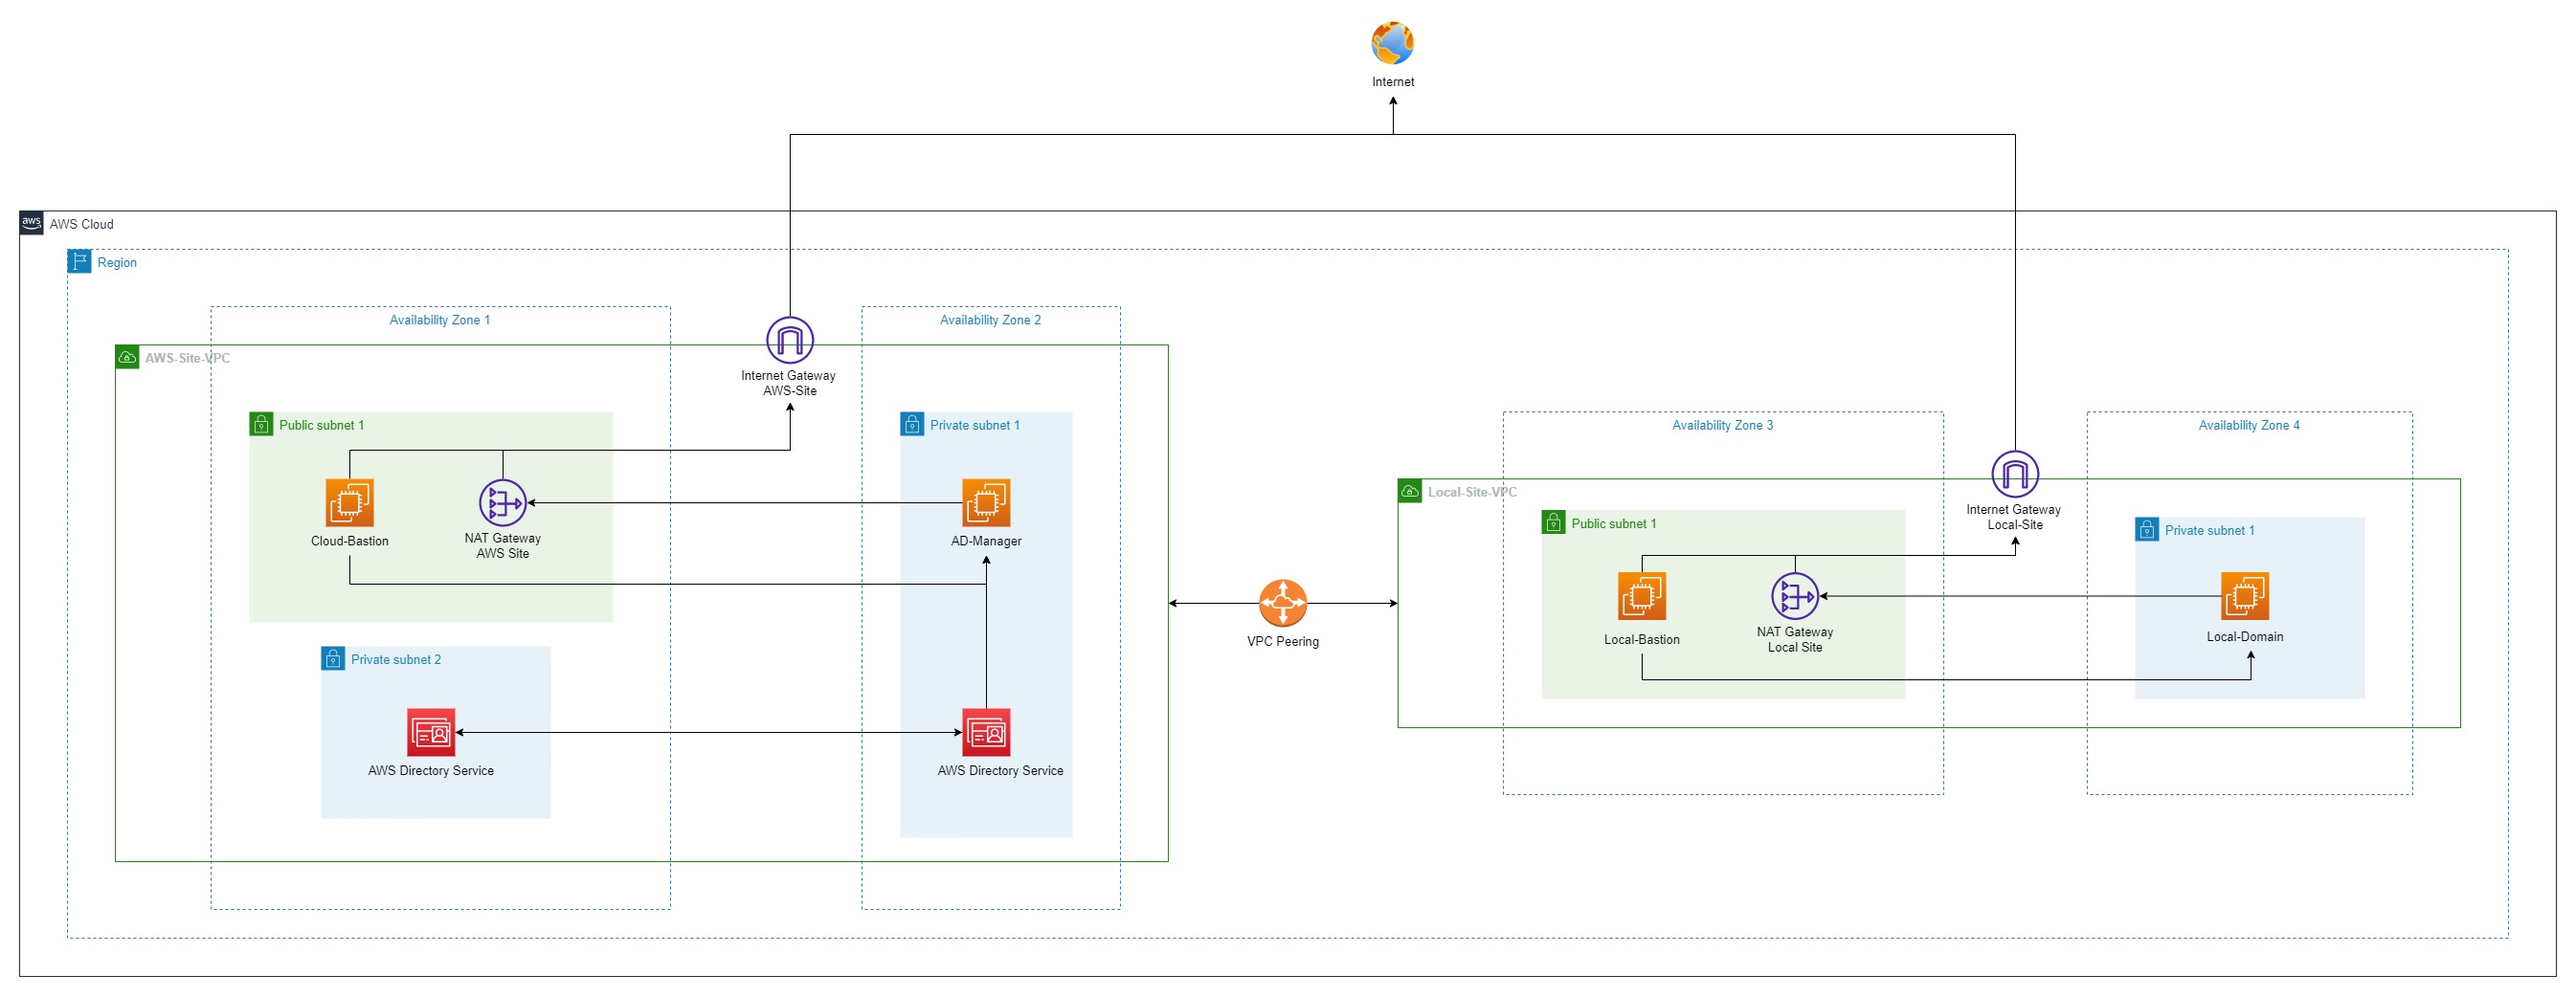 Internet
aws
AWS Cloud
Region
Availability Zone 1
Availability Zone 2
AWS-Site-VPC
Internet Gateway
AWS-Site
Public subnet 1
Private subnet 1
Cloud-Bastion
NAT Gateway
AWS Site
AD-Manager
Private subnet 2
AWS Directory Service
AWS Directory Service
VPC Peering
Availability Zone 3
Availability Zone 4
Local-Site-VPC
Internet Gateway
Local-Site
Public subnet 1
Private subnet 1
Local-Bastion
NAT Gateway
Local Site
Local-Domain